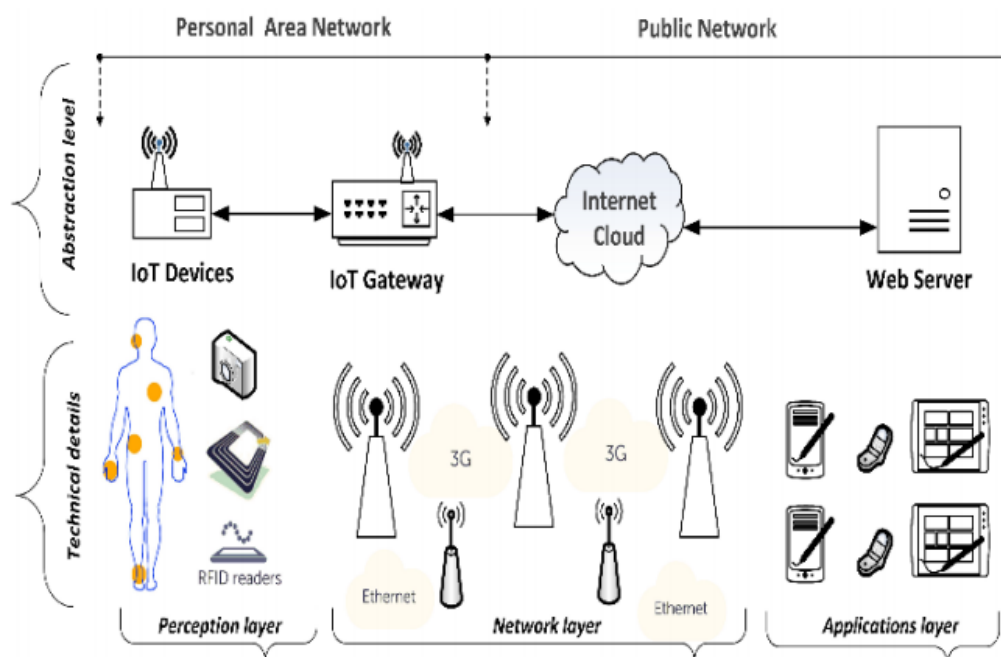 Personal Area Network
Public Network
Abstraction level
IoT Devices
IoT Gateway
Internet
Cloud
Web Server
Technical details
3G
3G
RFID readers
Ethernet
Ethernet
Perception layer
Network layer
Applications layer